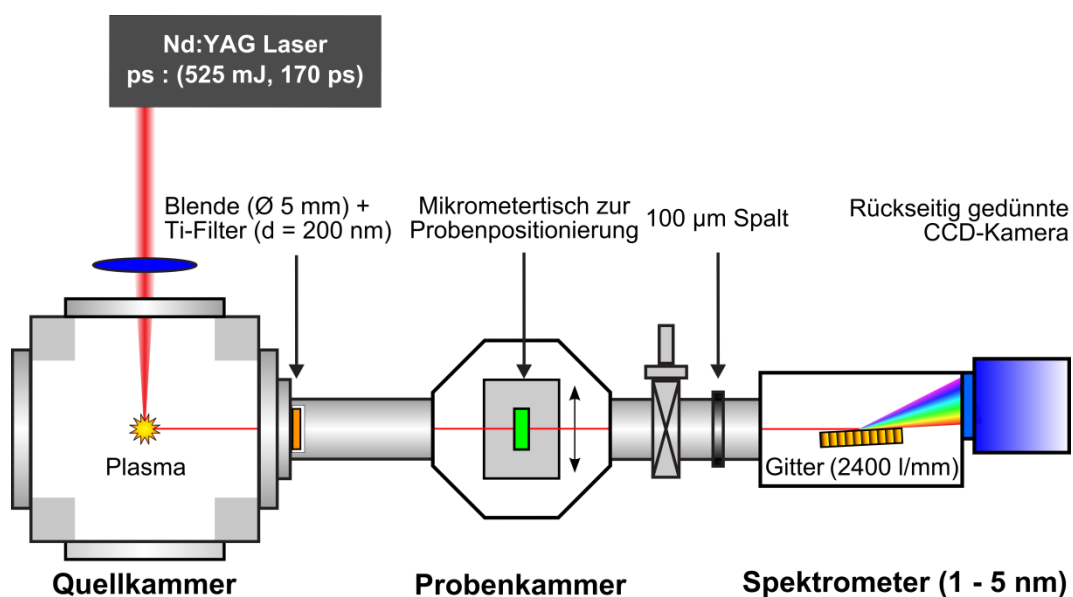 Nd:YAG Laser
ps : (525 mJ, 170 ps)
Blende (Ø 5 mm) +
Ti-Filter (d = 200 nm)
Mikrometertisch zur
Probenpositionierung
100 µm Spalt
Rückseitig gedünnte
CCD-Kamera
Plasma
Gitter (2400 l/mm)
Quellkammer
Probenkammer
Spektrometer (1 - 5 nm)